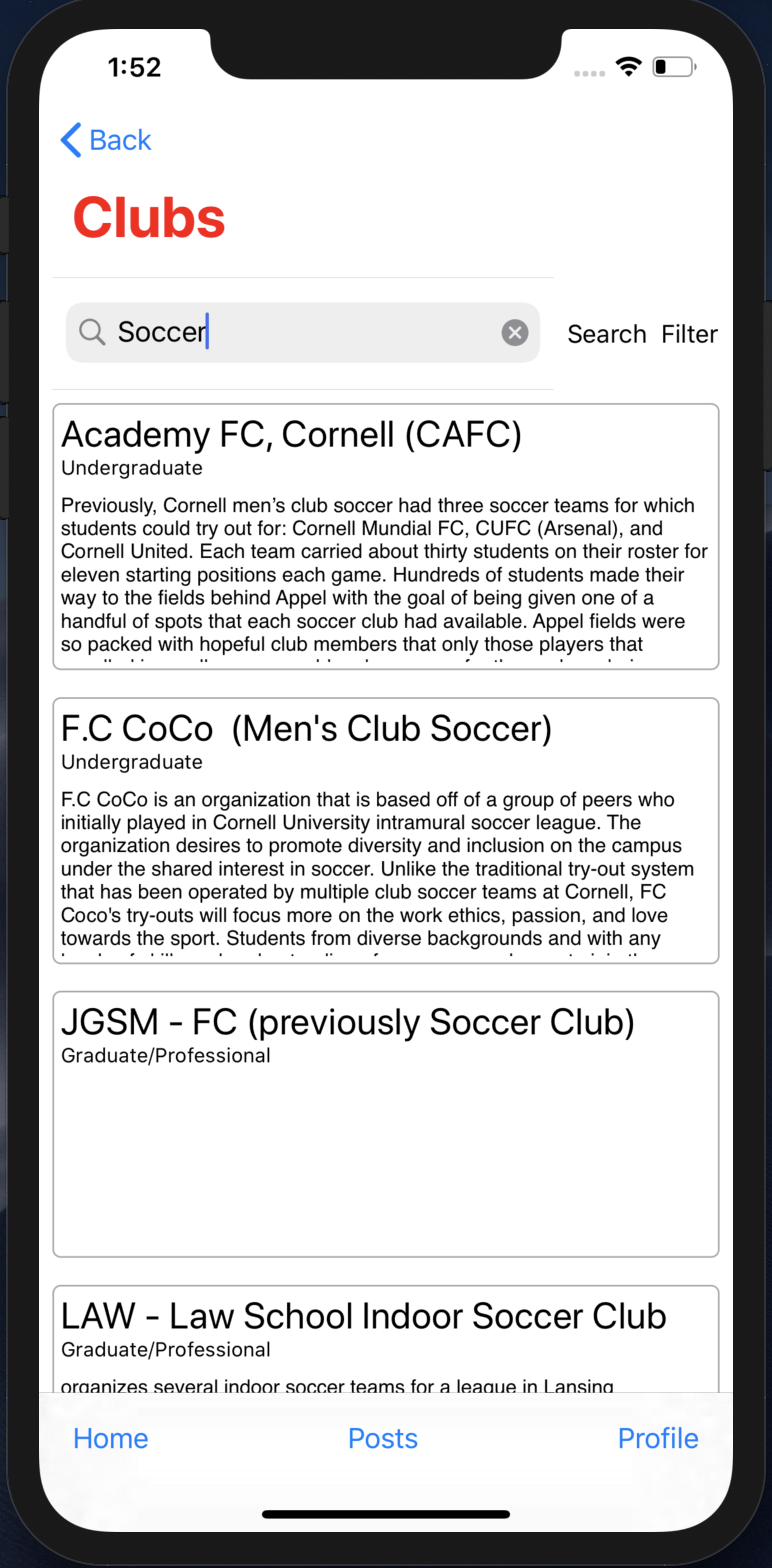 1:52
Back
Clubs
Soccer
Search Filter
Academy FC, Cornell (CAFC)
Undergraduate
Previously, Cornell men’s club soccer had three soccer teams for which
students could try out for: Cornell Mundial FC, CUFC (Arsenal), and
Cornell United. Each team carried about thirty students on their roster for
eleven starting positions each game. Hundreds of students made their
way to the fields behind Appel with the goal of being given one of a
handful of spots that each soccer club had available. Appel fields were
so packed with hopeful club members that only those players that
F.C CoCo  (Men's Club Soccer)
Undergraduate
F.C CoCo is an organization that is based off of a group of peers who
initially played in Cornell University intramural soccer league. The
organization desires to promote diversity and inclusion on the campus
under the shared interest in soccer. Unlike the traditional try-out system
that has been operated by multiple club soccer teams at Cornell, FC
Coco's try-outs will focus more on the work ethics, passion, and love
towards the sport. Students from diverse backgrounds and with any
JGSM - FC (previously Soccer Club)
Graduate/Professional
LAW - Law School Indoor Soccer Club
Graduate/Professional
organizes several indoor soccer teams for a league in Lansing
Home Posts Profile